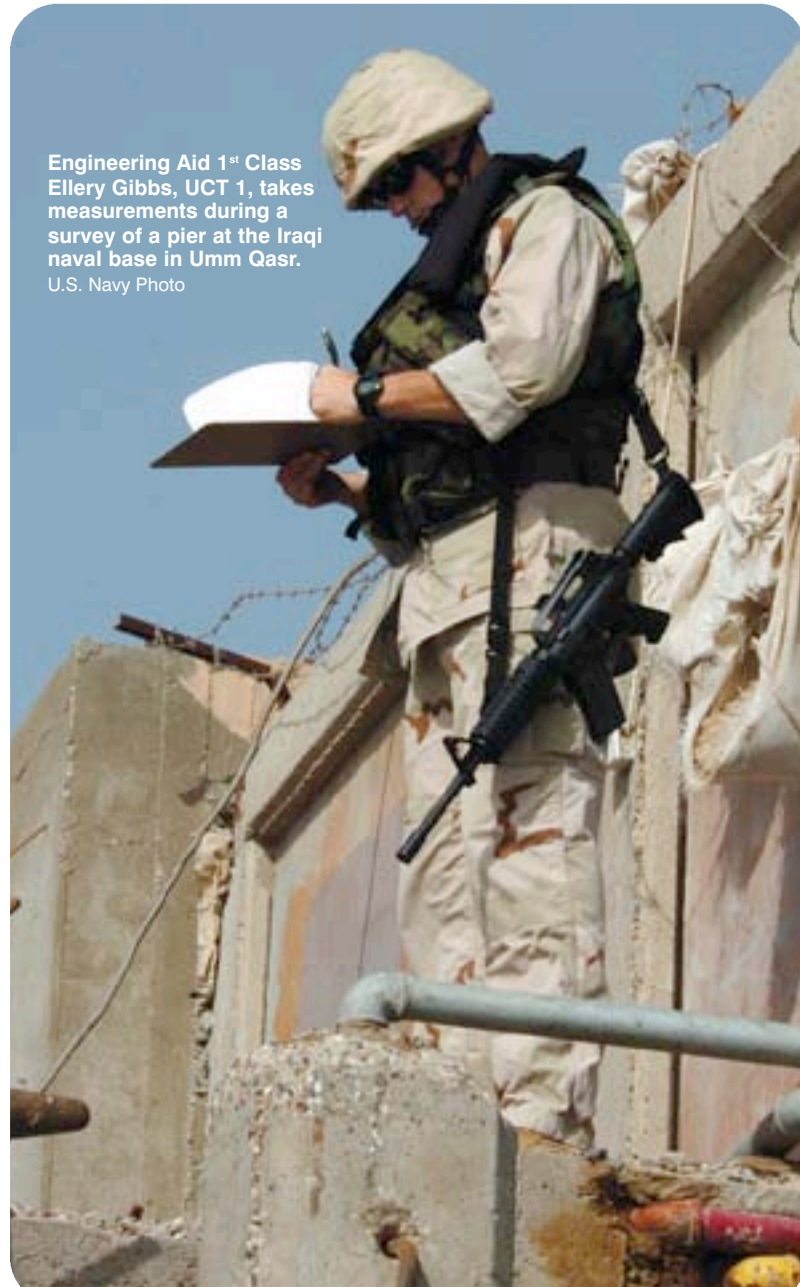 Engineering Aid 1st Class
Ellery Gibbs, UCT 1, takes
measurements during a
survey of a pier at the Iraqi
naval base in Umm Qasr.
U.S. Navy Photo